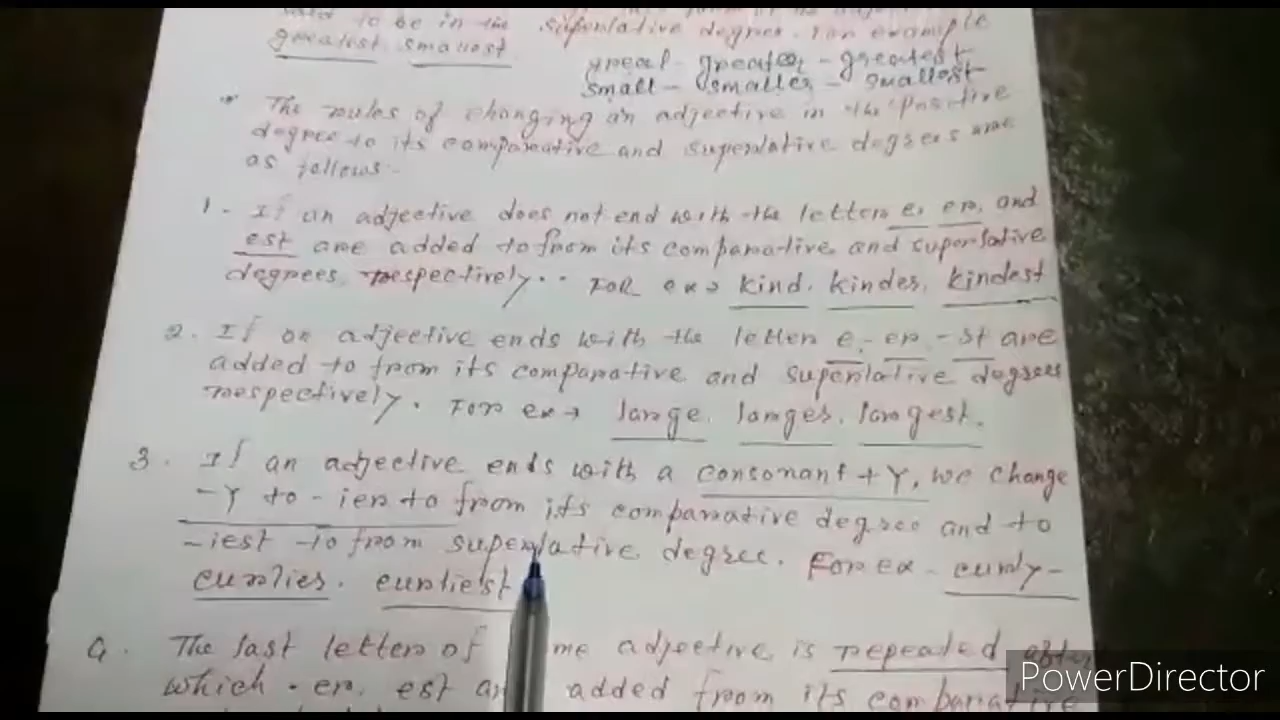 said to be in the superlative degree. For example
greatest smallest
great - greater - greatest
small - smaller - smallest
* The rules of changing an adjective in the Positive
degree to its comparative and superlative degrees are
as follows.
1. If an adjective does not end with the letter e, er, and
est are added to from its comparative and superlative
degrees, respectively.. FOR ex→ kind, kinder, kindest
2. If an adjective ends with the letter e, -er, -st are
added to from its comparative and superlative degrees
respectively. For ex→ large, larger, largest.
3. If an adjective ends with a consonant + Y, we change
-Y to -ier to from its comparative degree and to
-iest to from superlative degree. For ex - curly -
curlier. curliest
4. The last letter of adjective is repeated after
which -er, est added from its comparative
PowerDirector